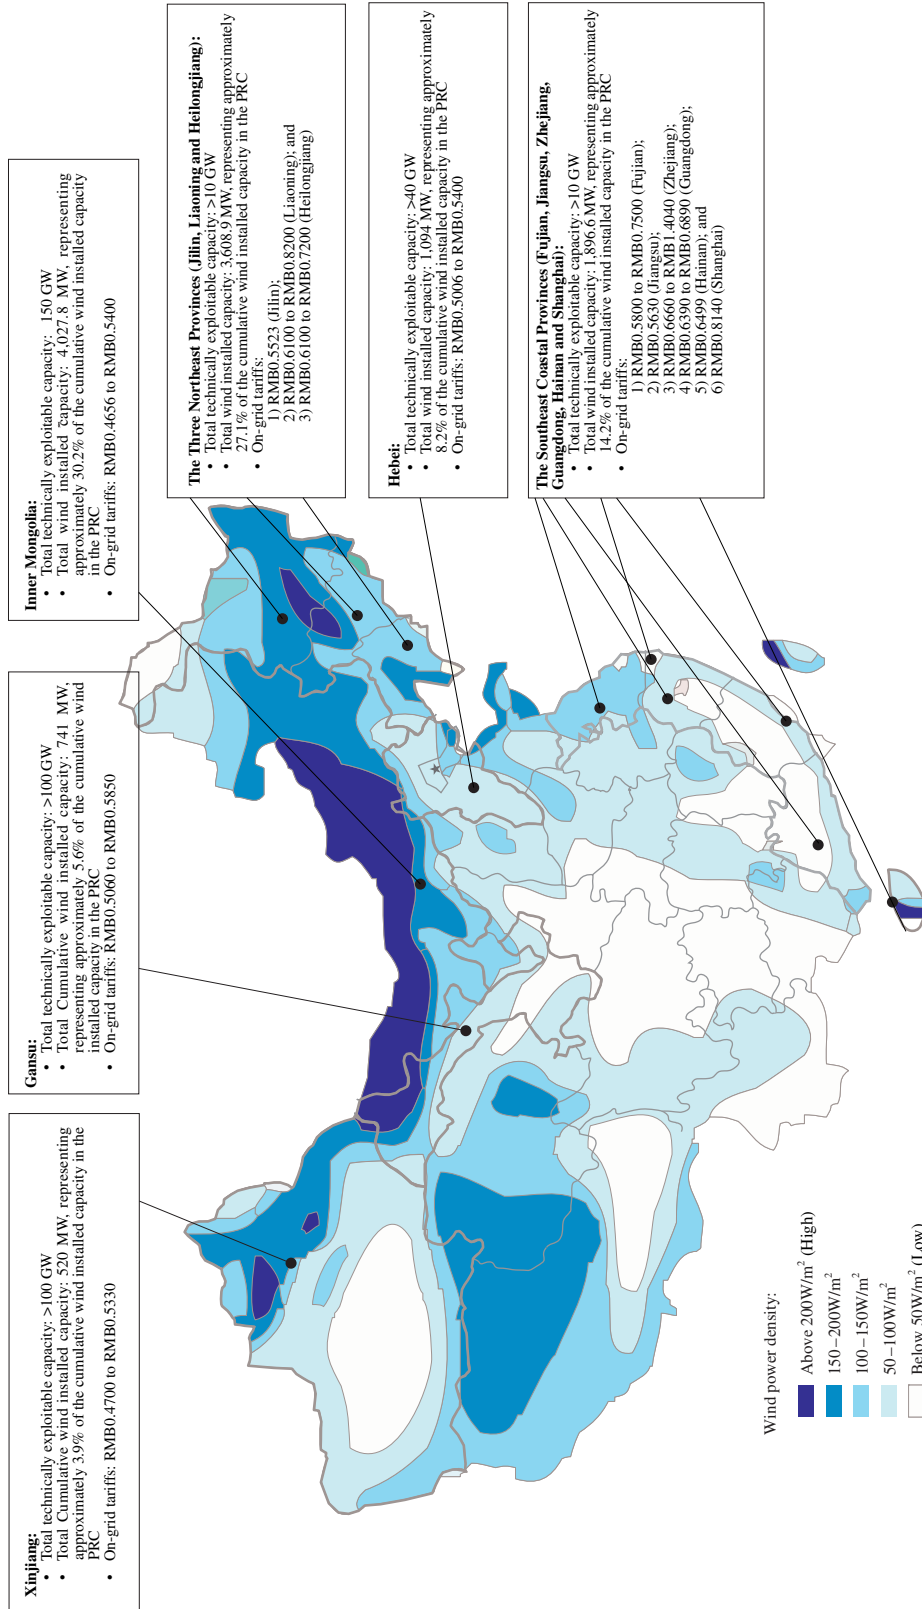 Xinjiang:
• Total technically exploitable capacity: >100 GW
• Total Cumulative wind installed capacity: 520 MW, representing
approximately 3.9% of the cumulative wind installed capacity in the
PRC
• On-grid tariffs: RMB0.4700 to RMB0.5330
Gansu:
• Total technically exploitable capacity: >100 GW
• Total Cumulative wind installed capacity: 741 MW,
representing approximately 5.6% of the cumulative wind
installed capacity in the PRC
• On-grid tariffs: RMB0.5060 to RMB0.5850
Inner Mongolia:
• Total technically exploitable capacity: 150 GW
• Total wind installed capacity: 4,027.8 MW, representing
approximately 30.2% of the cumulative wind installed capacity
in the PRC
• On-grid tariffs: RMB0.4656 to RMB0.5400
The Three Northeast Provinces (Jilin, Liaoning and Heilongjiang):
• Total technically exploitable capacity: >10 GW
• Total wind installed capacity: 3,608.9 MW, representing approximately
27.1% of the cumulative wind installed capacity in the PRC
• On-grid tariffs:
1) RMB0.5523 (Jilin);
2) RMB0.6100 to RMB0.8200 (Liaoning); and
3) RMB0.6100 to RMB0.7200 (Heilongjiang)
Hebei:
• Total technically exploitable capacity: >40 GW
• Total wind installed capacity: 1,094 MW, representing approximately
8.2% of the cumulative wind installed capacity in the PRC
• On-grid tariffs: RMB0.5006 to RMB0.5400
The Southeast Coastal Provinces (Fujian, Jiangsu, Zhejiang,
Guangdong, Hainan and Shanghai):
• Total technically exploitable capacity: >10 GW
• Total wind installed capacity: 1,896.6 MW, representing approximately
14.2% of the cumulative wind installed capacity in the PRC
• On-grid tariffs:
1) RMB0.5800 to RMB0.7500 (Fujian);
2) RMB0.5630 (Jiangsu);
3) RMB0.6660 to RMB1.4040 (Zhejiang);
4) RMB0.6390 to RMB0.6890 (Guangdong);
5) RMB0.6499 (Hainan); and
6) RMB0.8140 (Shanghai)
Wind power density:
Above 200W/m² (High)
150–200W/m²
100–150W/m²
50–100W/m²
Below 50W/m² (Low)